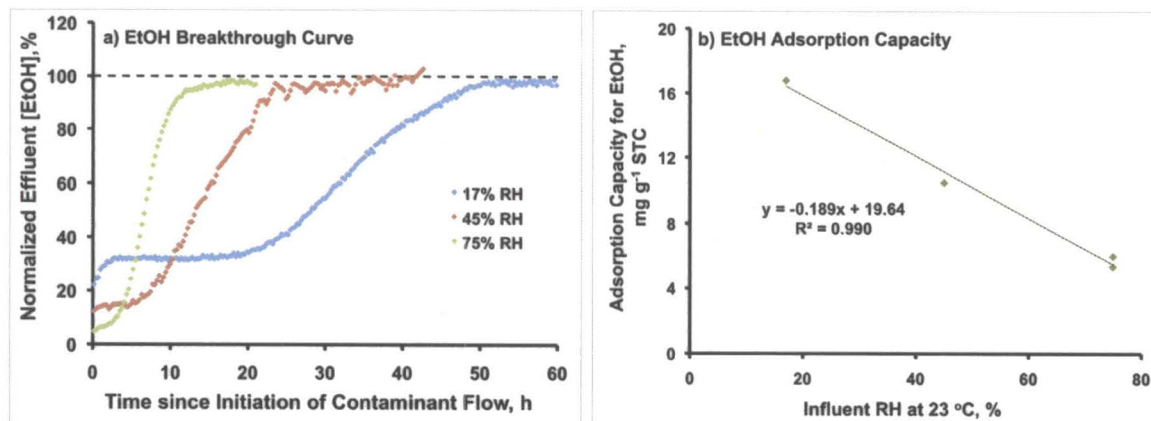 a) EtOH Breakthrough Curve
Normalized Effluent [EtOH],%
120
100
80
60
40
20
0
17% RH
45% RH
75% RH
0 10 20 30 40 50 60
Time since Initiation of Contaminant Flow, h
b) EtOH Adsorption Capacity
Adsorption Capacity for EtOH,
mg g⁻¹ STC
20
16
12
8
4
0
y = -0.189x + 19.64
R² = 0.990
0 20 40 60 80
Influent RH at 23 ºC, %